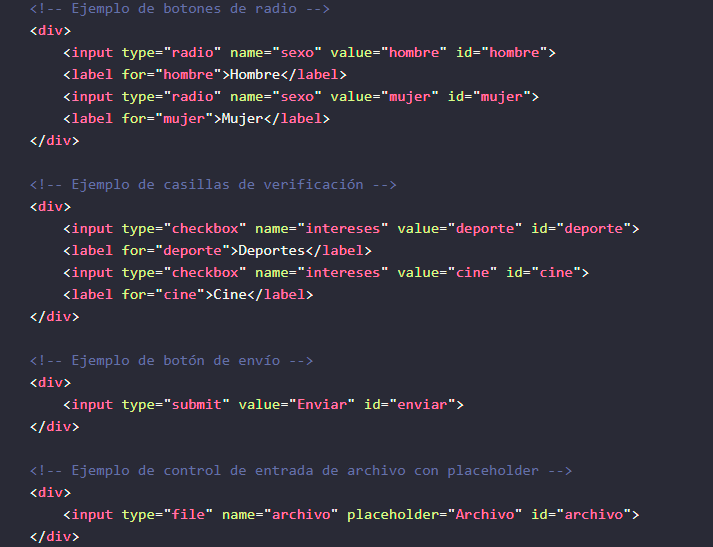 <!-- Ejemplo de botones de radio -->
<div>
    <input type="radio" name="sexo" value="hombre" id="hombre">
    <label for="hombre">Hombre</label>
    <input type="radio" name="sexo" value="mujer" id="mujer">
    <label for="mujer">Mujer</label>
</div>

<!-- Ejemplo de casillas de verificación -->
<div>
    <input type="checkbox" name="intereses" value="deporte" id="deporte">
    <label for="deporte">Deportes</label>
    <input type="checkbox" name="intereses" value="cine" id="cine">
    <label for="cine">Cine</label>
</div>

<!-- Ejemplo de botón de envío -->
<div>
    <input type="submit" value="Enviar" id="enviar">
</div>

<!-- Ejemplo de control de entrada de archivo con placeholder -->
<div>
    <input type="file" name="archivo" placeholder="Archivo" id="archivo">
</div>